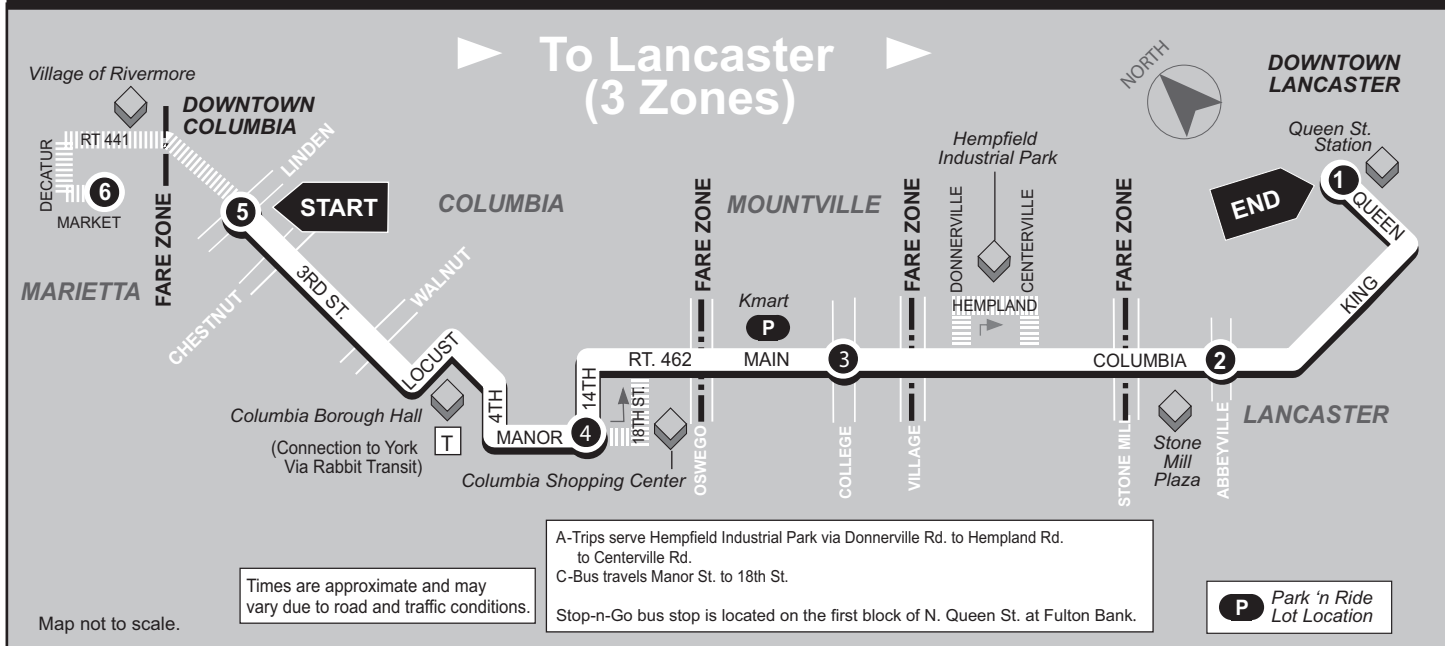 To Lancaster
(3 Zones)
NORTH
DOWNTOWN
LANCASTER
Queen St.
Station
Village of Rivermore
DOWNTOWN
COLUMBIA
RT 441
DECATUR
6
MARKET
MARIETTA
FARE ZONE
LINDEN
5
START
CHESTNUT
3RD ST.
WALNUT
COLUMBIA
LOCUST
Columbia Borough Hall
T
(Connection to York
Via Rabbit Transit)
4TH
MANOR
4
14TH
18TH ST.
Columbia Shopping Center
RT. 462
FARE ZONE
OSWEGO
MOUNTVILLE
Kmart
P
MAIN
3
COLLEGE
FARE ZONE
VILLAGE
Hempfield
Industrial Park
DONNERVILLE
CENTERVILLE
HEMPLAND
FARE ZONE
STONE MILL
COLUMBIA
2
Stone
Mill
Plaza
ABBEYVILLE
LANCASTER
KING
QUEEN
1
END
Times are approximate and may
vary due to road and traffic conditions.
A-Trips serve Hempfield Industrial Park via Donnerville Rd. to Hempland Rd.
to Centerville Rd.
C-Bus travels Manor St. to 18th St.
Stop-n-Go bus stop is located on the first block of N. Queen St. at Fulton Bank.
P Park 'n Ride
Lot Location
Map not to scale.